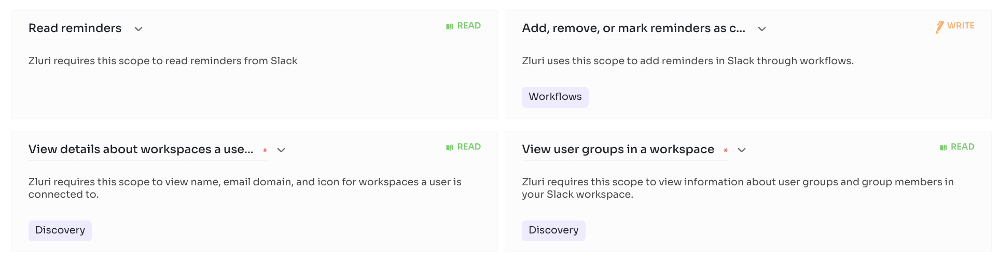 Read reminders
READ
Zluri requires this scope to read reminders from Slack
Add, remove, or mark reminders as c...
WRITE
Zluri uses this scope to add reminders in Slack through workflows.
Workflows
View details about workspaces a use... *
READ
Zluri requires this scope to view name, email domain, and icon for workspaces a user is
connected to.
Discovery
View user groups in a workspace *
READ
Zluri requires this scope to view information about user groups and group members in
your Slack workspace.
Discovery